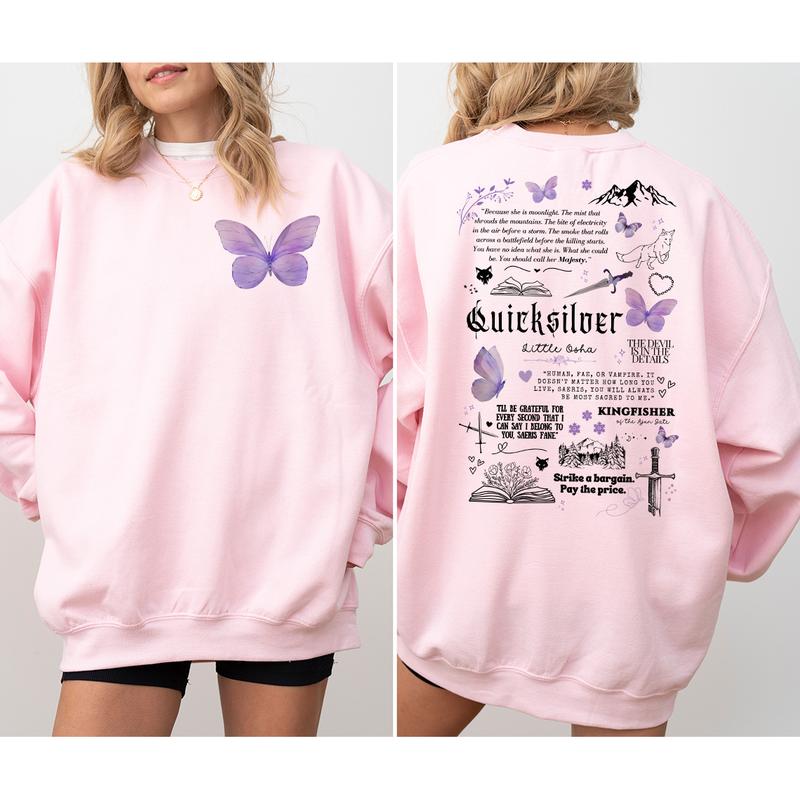 "Because she is moonlight. The mist that
shrouds the mountains. The bite of electricity
in the air before a storm. The smoke that rolls
across a battlefield before the killing starts.
You have no idea what she is. What she could
be. You should call her Majesty."
Quicksilver
Little Osha
THE DEVIL
IS IN THE
DETAILS
"HUMAN, FAE, OR VAMPIRE. IT
DOESN'T MATTER HOW LONG YOU
LIVE, SAERIS, YOU WILL ALWAYS
BE MOST SACRED TO ME."
"I'LL BE GRATEFUL FOR
EVERY SECOND THAT I
CAN SAY I BELONG TO
YOU, SAERIS FANE"
KINGFISHER
of the Ajun Gate
Strike a bargain.
Pay the price.